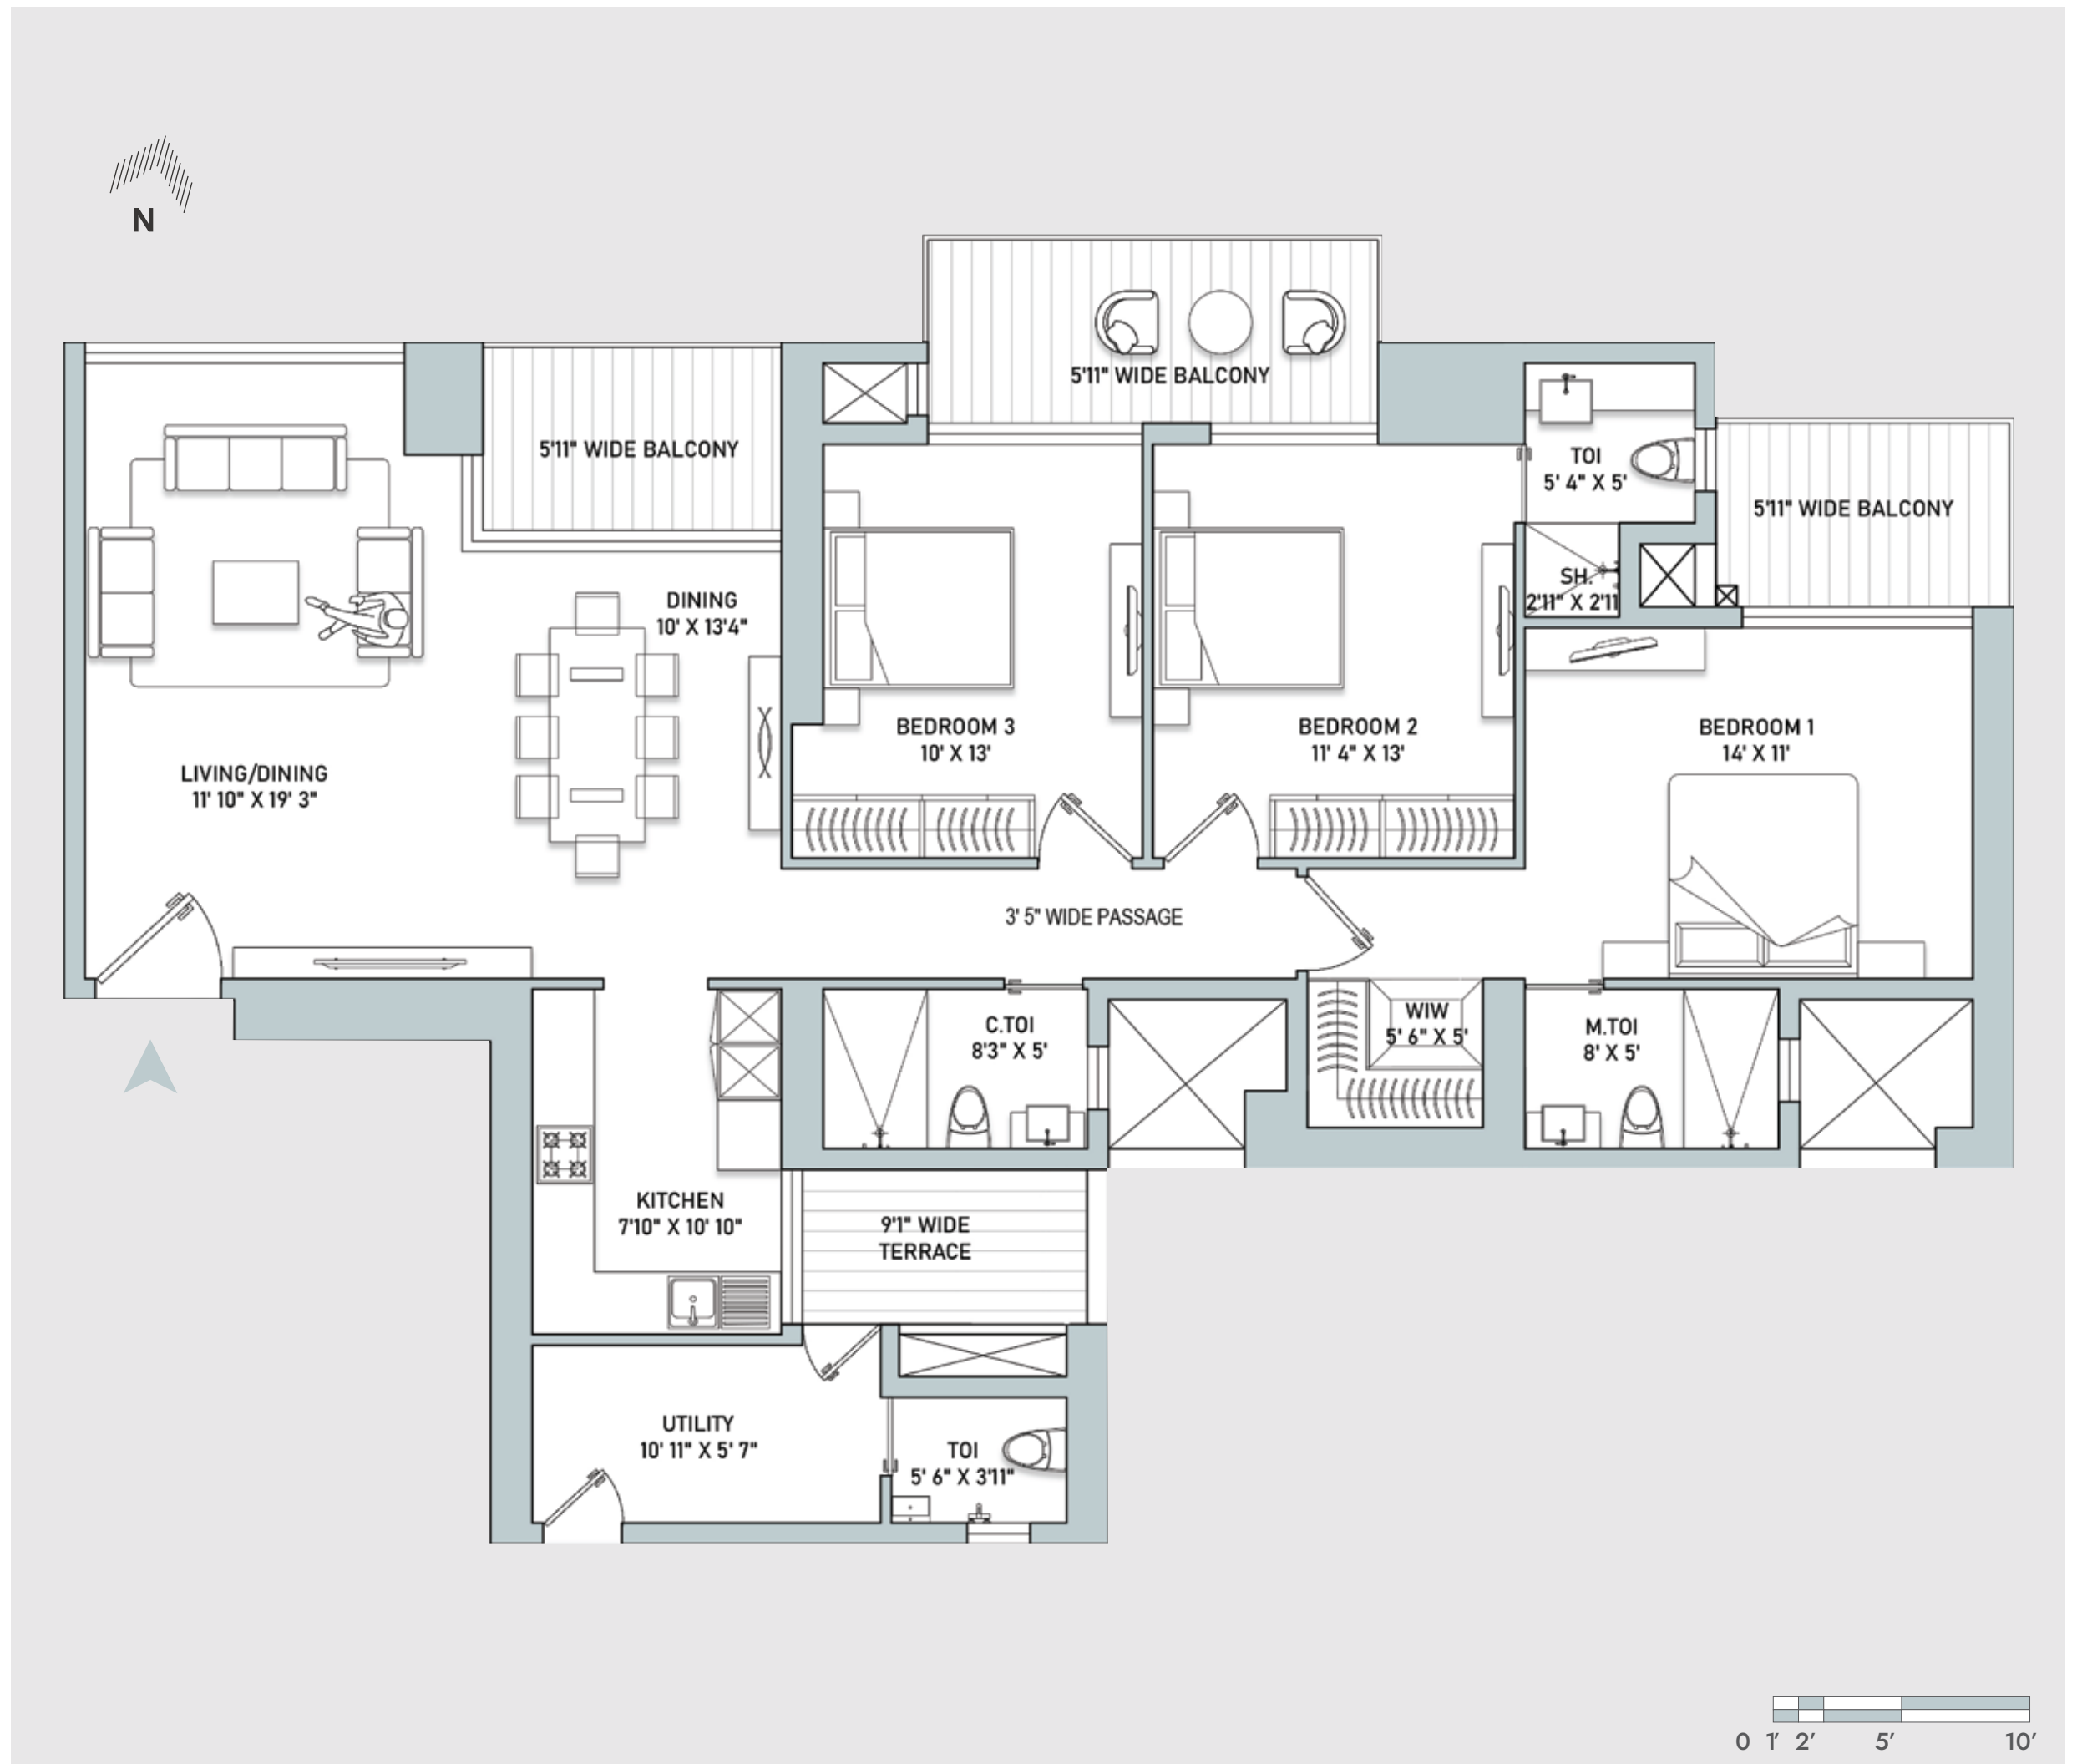 N
5'11" WIDE BALCONY
5'11" WIDE BALCONY
TOI
5' 4" X 5'
5'11" WIDE BALCONY
SH.
2'11" X 2'11
DINING
10' X 13'4"
BEDROOM 3
10' X 13'
BEDROOM 2
11' 4" X 13'
BEDROOM 1
14' X 11'
LIVING/DINING
11' 10" X 19' 3"
3' 5" WIDE PASSAGE
C.TOI
8'3" X 5'
WIW
5' 6" X 5'
M.TOI
8' X 5'
KITCHEN
7'10" X 10' 10"
9'1" WIDE
TERRACE
UTILITY
10' 11" X 5' 7"
TOI
5' 6" X 3'11"
0 1' 2' 5' 10'